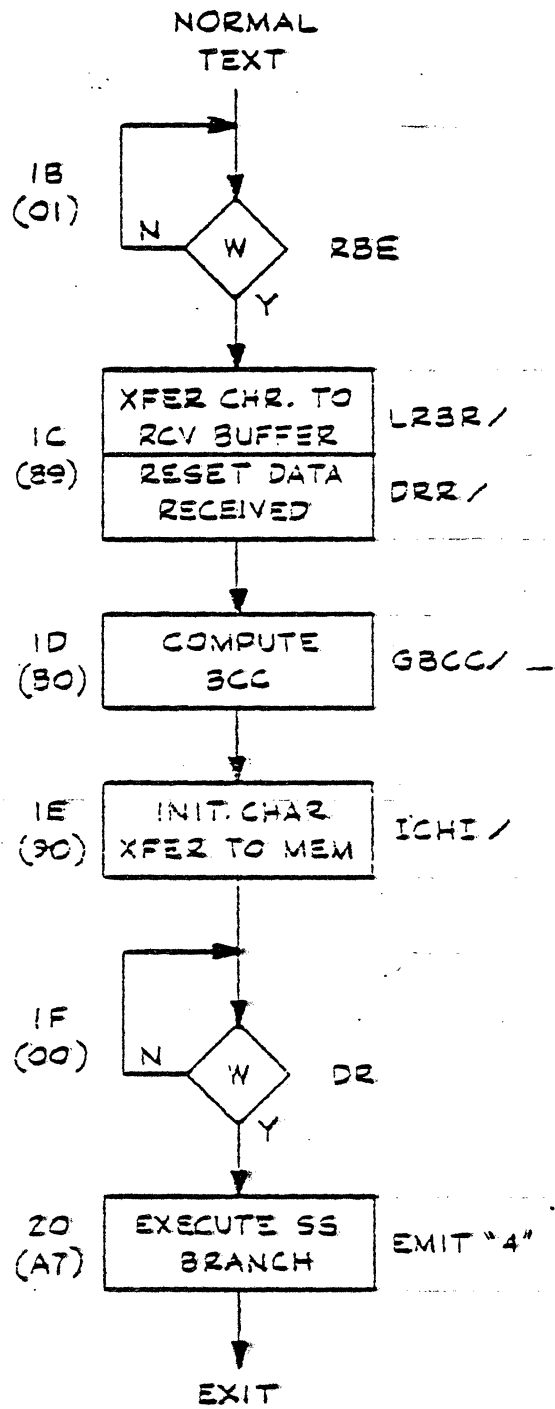 NORMAL
TEXT
1B
(01)
N
W
RBE
Y
XFER CHR. TO
RCV BUFFER
LRBR/
1C
(89)
RESET DATA
RECEIVED
DRR/
1D
(B0)
COMPUTE
BCC
GBCC/
1E
(90)
INIT. CHAR
XFER TO MEM
ICHI/
1F
(00)
N
W
DR
Y
20
(A7)
EXECUTE SS
BRANCH
EMIT "4"
EXIT